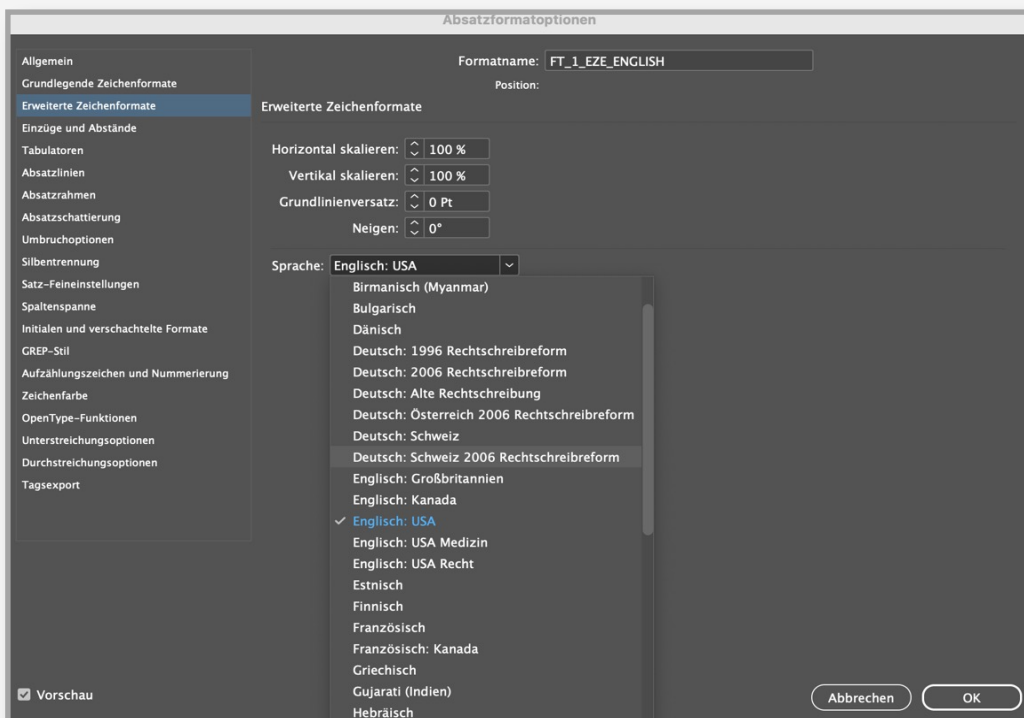 Absatzformatoptionen
Allgemein
Grundlegende Zeichenformate
Erweiterte Zeichenformate
Einzüge und Abstände
Tabulatoren
Absatzlinien
Absatzrahmen
Absatzschattierung
Umbruchoptionen
Silbentrennung
Satz-Feineinstellungen
Spaltenspanne
Initialen und verschachtelte Formate
GREP-Stil
Aufzählungszeichen und Nummerierung
Zeichenfarbe
OpenType-Funktionen
Unterstreichungsoptionen
Durchstreichungsoptionen
Tagsexport
Formatname: FT_1_EZE_ENGLISH
Position:
Erweiterte Zeichenformate
Horizontal skalieren: 100 %
Vertikal skalieren: 100 %
Grundlinienversatz: 0 Pt
Neigen: 0°
Sprache: Englisch: USA
Birmanisch (Myanmar)
Bulgarisch
Dänisch
Deutsch: 1996 Rechtschreibreform
Deutsch: 2006 Rechtschreibreform
Deutsch: Alte Rechtschreibung
Deutsch: Österreich 2006 Rechtschreibreform
Deutsch: Schweiz
Deutsch: Schweiz 2006 Rechtschreibreform
Englisch: Großbritannien
Englisch: Kanada
✓ Englisch: USA
Englisch: USA Medizin
Englisch: USA Recht
Estnisch
Finnisch
Französisch
Französisch: Kanada
Griechisch
Gujarati (Indien)
Hebräisch
Vorschau
Abbrechen
OK